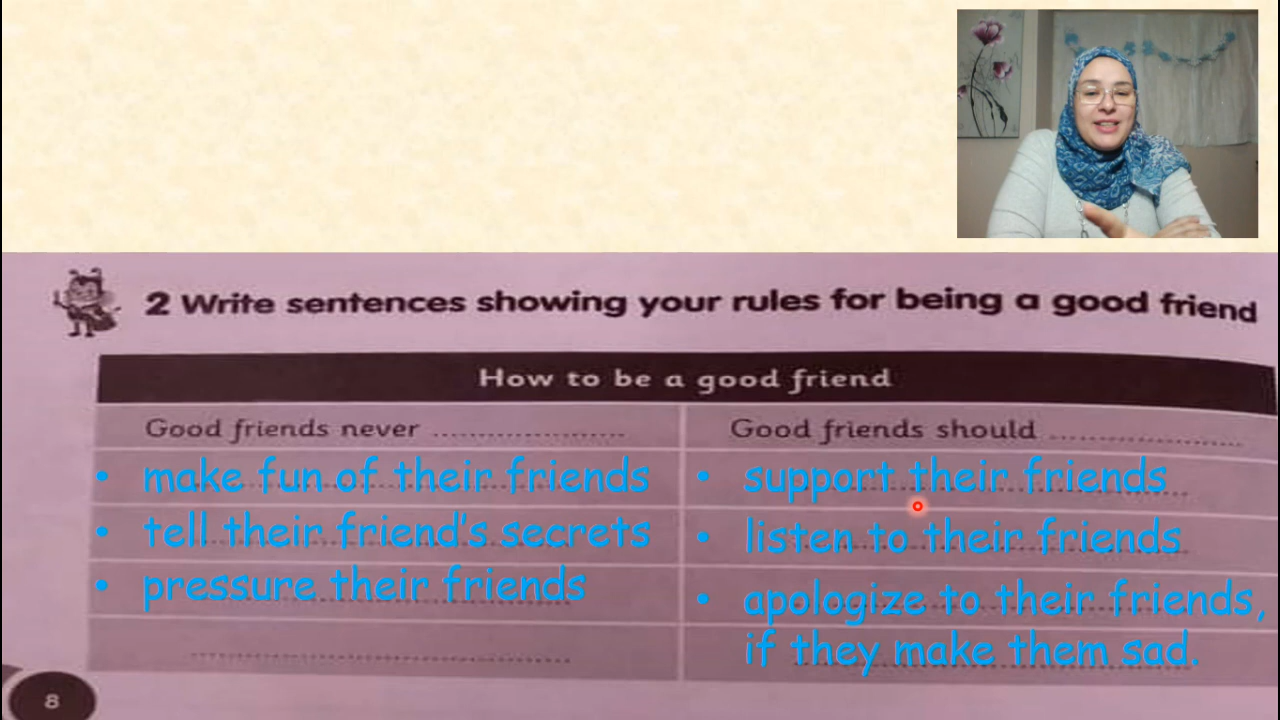 2 Write sentences showing your rules for being a good friend
How to be a good friend
Good friends never ......................
• make fun of their friends
• tell their friend's secrets
• pressure their friends
Good friends should ......................
• support their friends
• listen to their friends
• apologize to their friends,
if they make them sad.
8